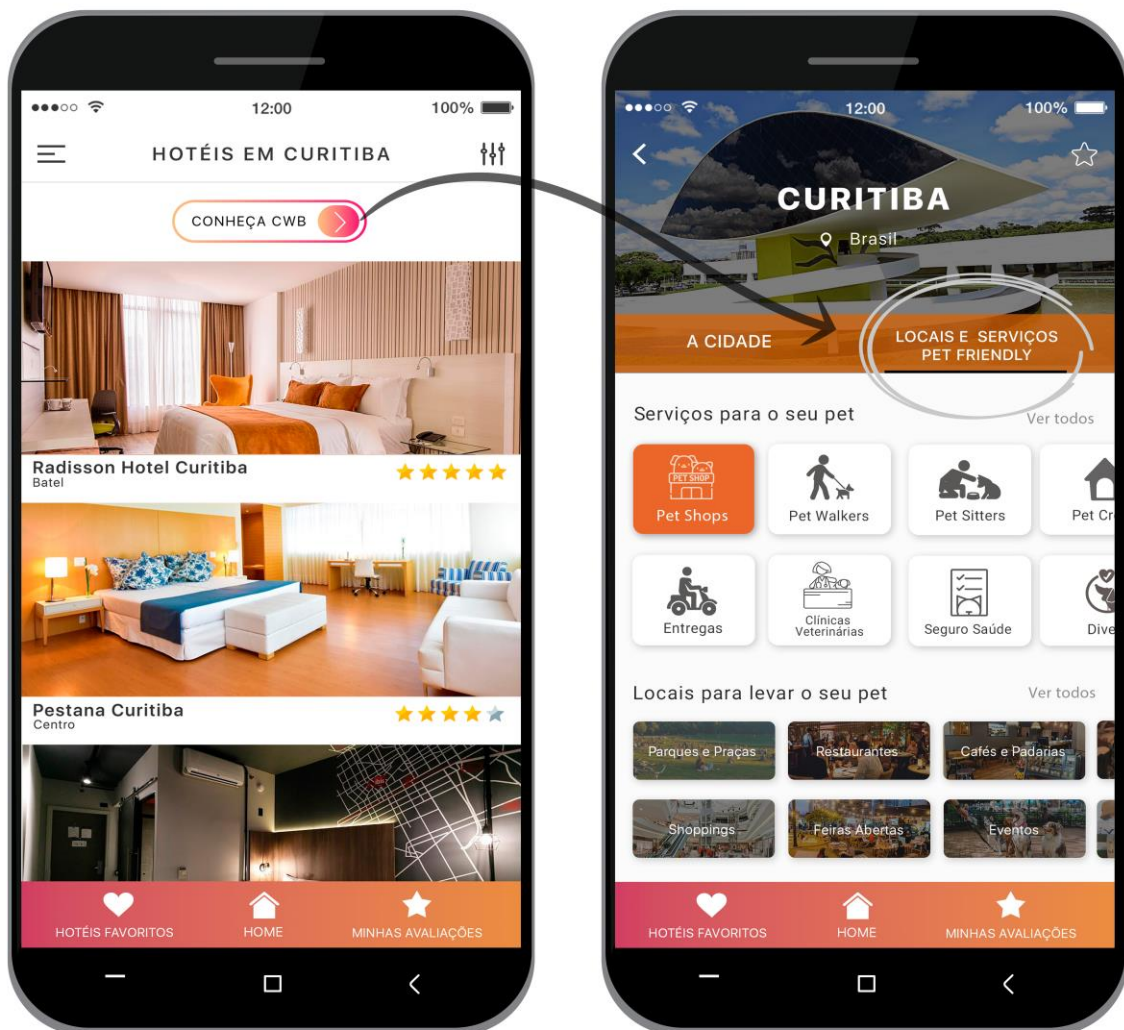 12:00
100%
HOTÉIS EM CURITIBA
CONHEÇA CWB
Radisson Hotel Curitiba
Batel
Pestana Curitiba
Centro
HOTÉIS FAVORITOS
HOME
MINHAS AVALIAÇÕES
12:00
100%
CURITIBA
Brasil
A CIDADE
LOCAIS E SERVIÇOS
PET FRIENDLY
Serviços para o seu pet
Ver todos
PET SHOP
Pet Shops
Pet Walkers
Pet Sitters
Pet Cr
Entregas
Clínicas
Veterinárias
Seguro Saúde
Dive
Locais para levar o seu pet
Ver todos
Parques e Praças
Restaurantes
Cafés e Padarias
Shoppings
Feiras Abertas
Eventos
HOTÉIS FAVORITOS
HOME
MINHAS AVALIAÇÕES